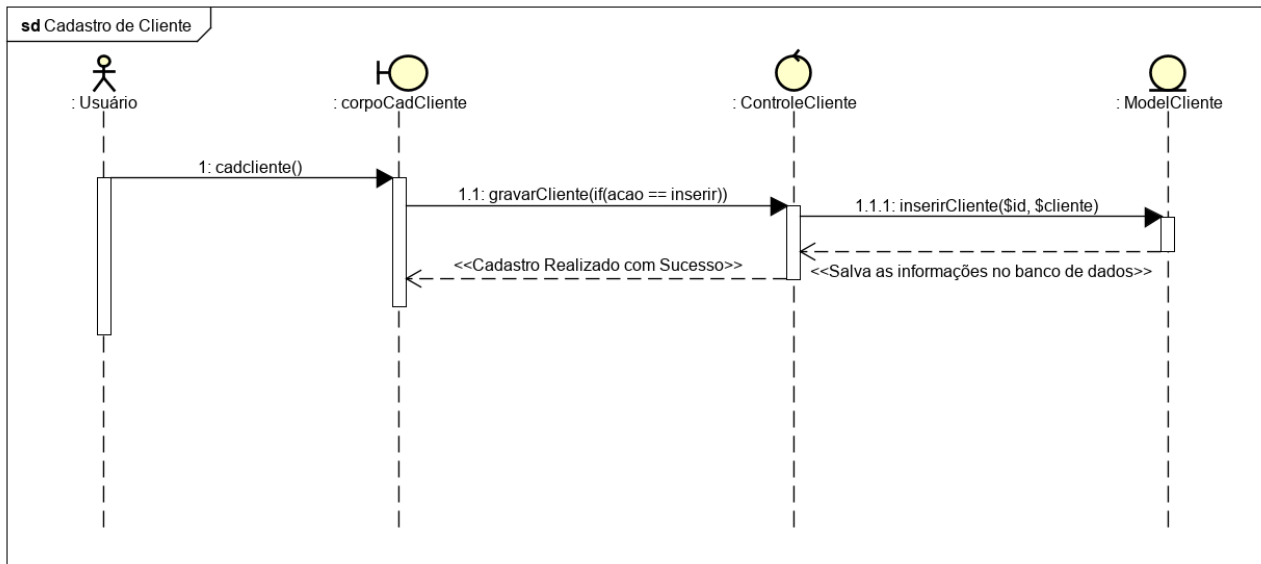 sd Cadastro de Cliente
: Usuário
: corpoCadCliente
: ControleCliente
: ModelCliente
1: cadcliente()
1.1: gravarCliente(if(acao == inserir))
1.1.1: inserirCliente($id, $cliente)
<<Cadastro Realizado com Sucesso>>
<<Salva as informações no banco de dados>>